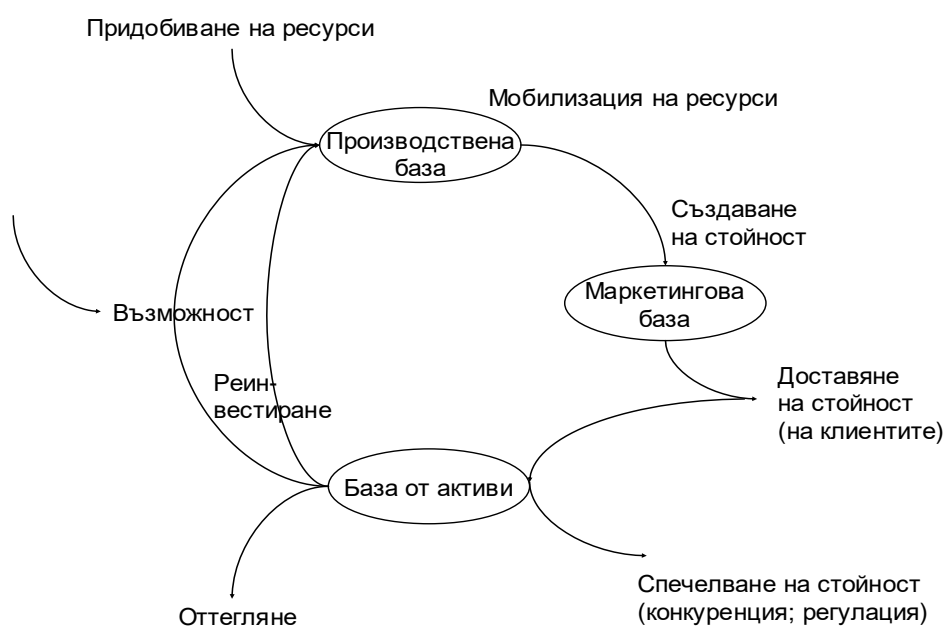 Придобиване на ресурси
Мобилизация на ресурси
Производствена
база
Създаване
на стойност
Маркетингова
база
Възможност
Реин-
вестиране
Доставяне
на стойност
(на клиентите)
База от активи
Спечелване на стойност
(конкуренция; регулация)
Оттегляне